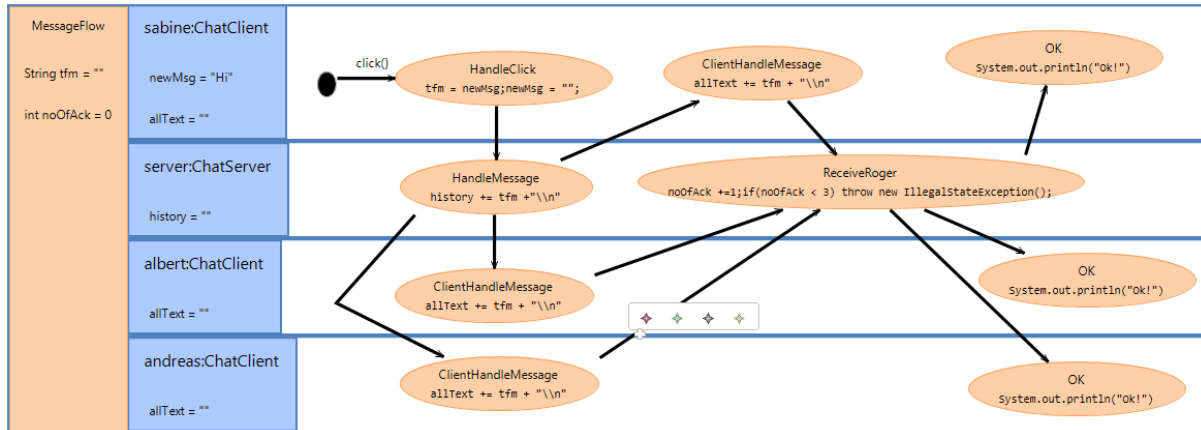 MessageFlow
String tfm = ""
int noOfAck = 0
sabine:ChatClient
newMsg = "Hi"
allText = ""
click()
HandleClick
tfm = newMsg;newMsg = "";
ClientHandleMessage
allText += tfm + "\\n"
OK
System.out.println("Ok!")
server:ChatServer
history = ""
HandleMessage
history += tfm +"\\n"
ReceiveRoger
noOfAck +=1;if(noOfAck < 3) throw new IllegalStateException();
albert:ChatClient
allText = ""
ClientHandleMessage
allText += tfm + "\\n"
OK
System.out.println("Ok!")
andreas:ChatClient
allText = ""
ClientHandleMessage
allText += tfm + "\\n"
OK
System.out.println("Ok!")